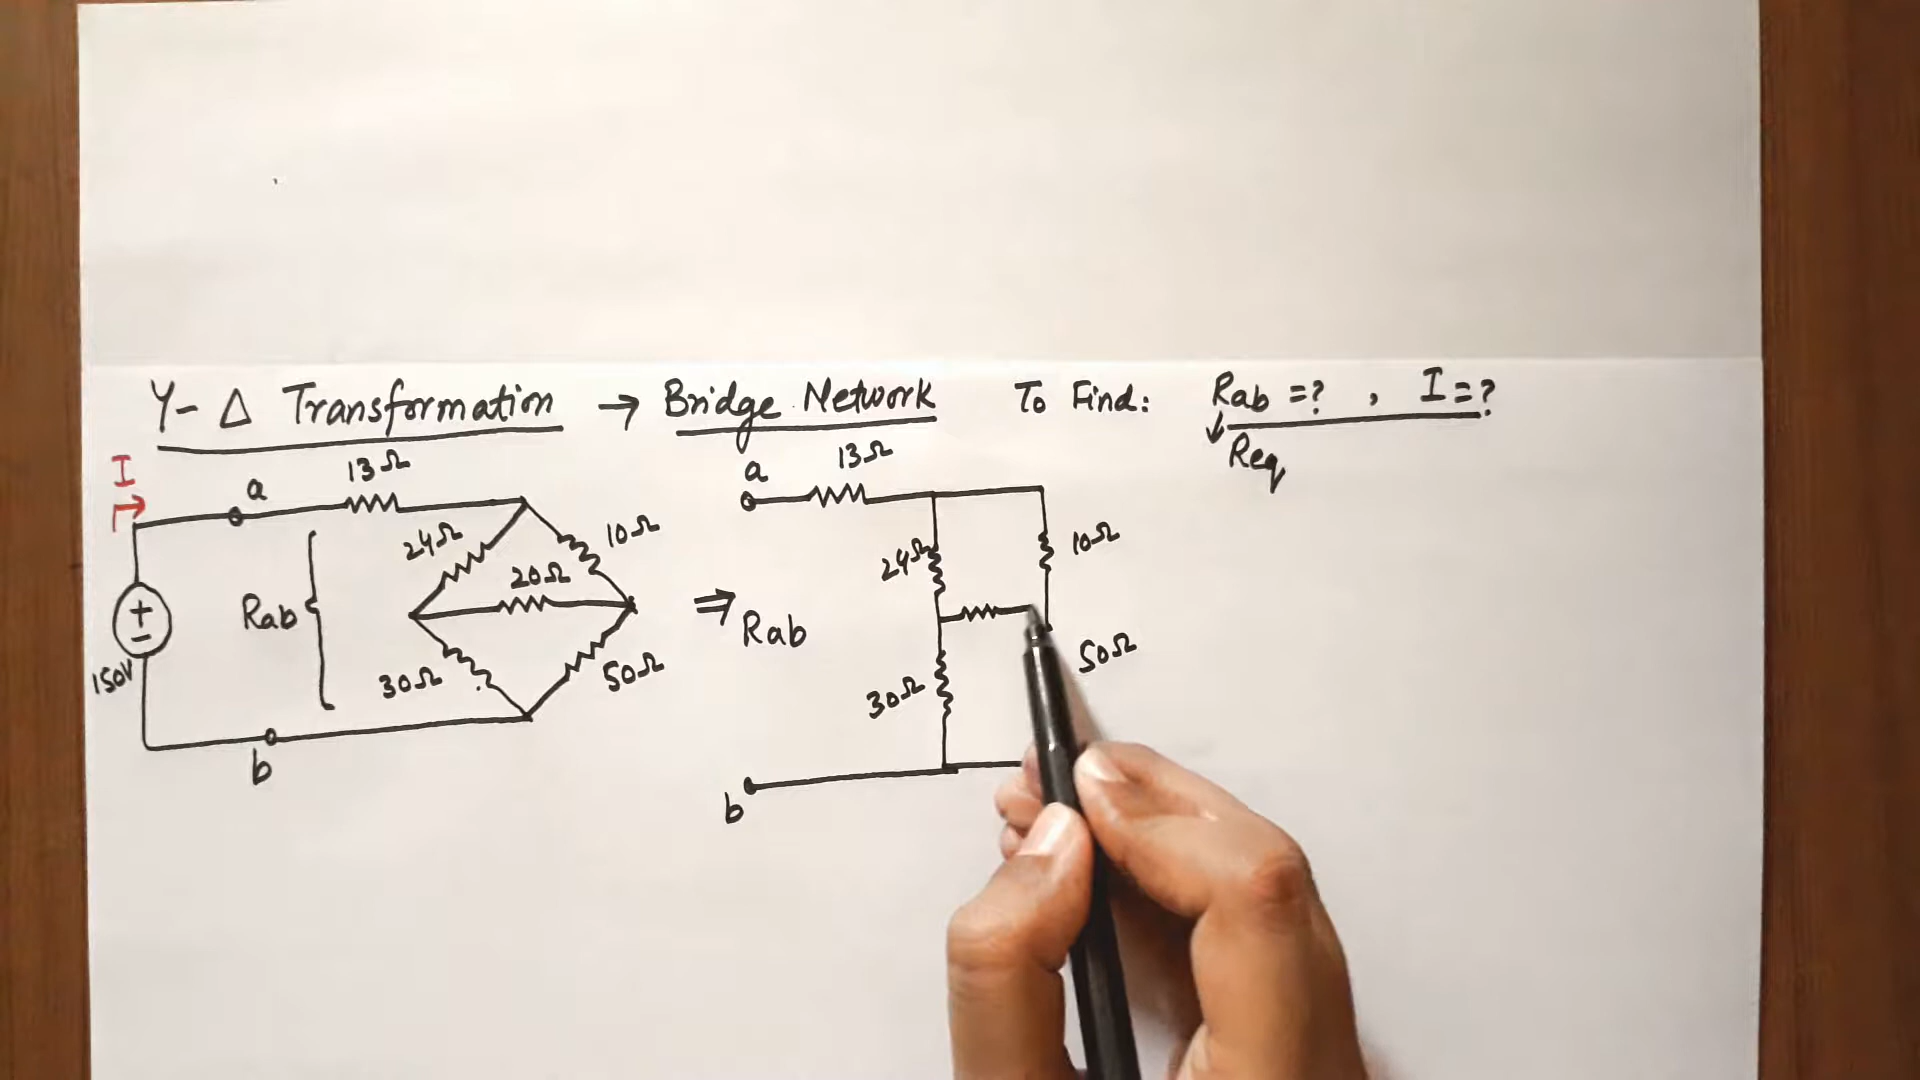 Y-Δ Transformation → Bridge Network To Find: Rab =? , I =?
Req
I
a
13Ω
24Ω
10Ω
20Ω
Rab
150V
+
-
30Ω
50Ω
b
⇒
Rab
a
13Ω
24Ω
10Ω
30Ω
50Ω
b